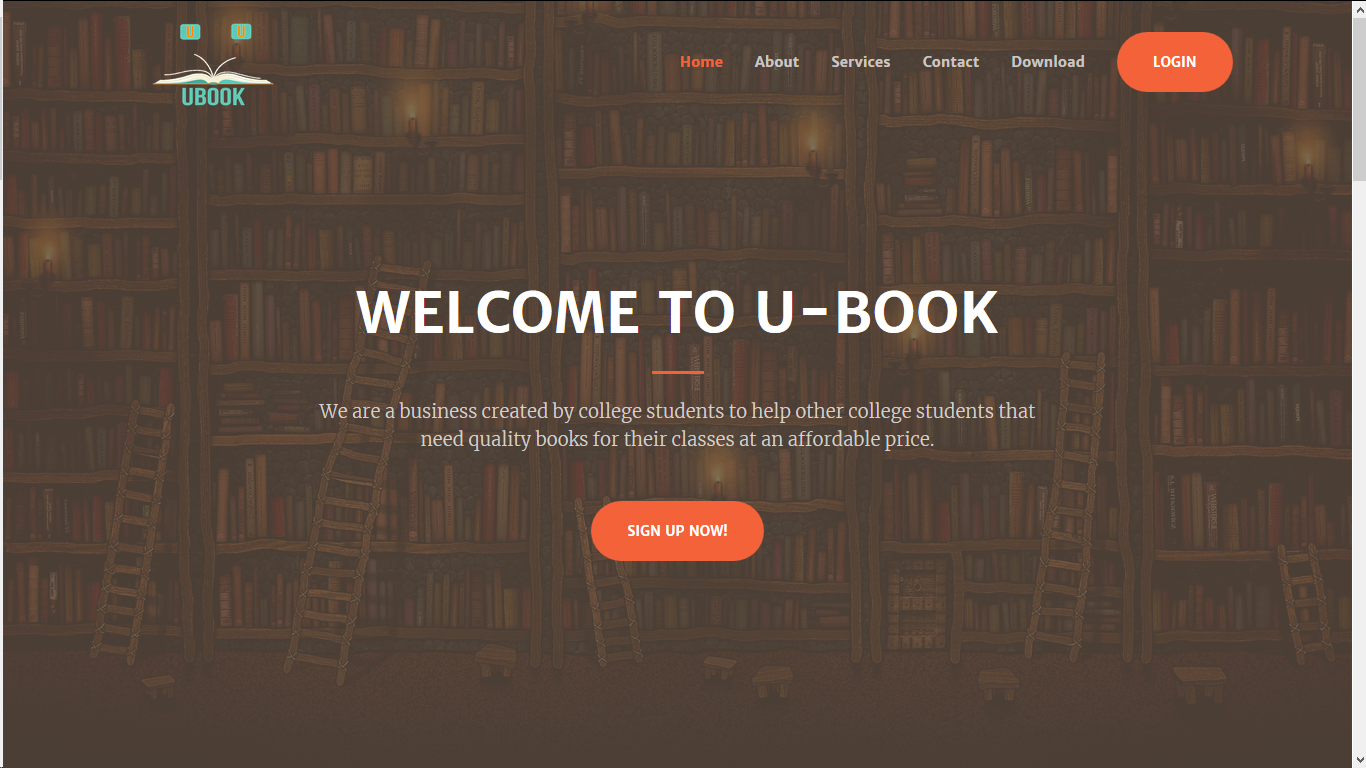 U U
UBOOK
Home About Services Contact Download LOGIN
WELCOME TO U-BOOK
We are a business created by college students to help other college students that
need quality books for their classes at an affordable price.
SIGN UP NOW!